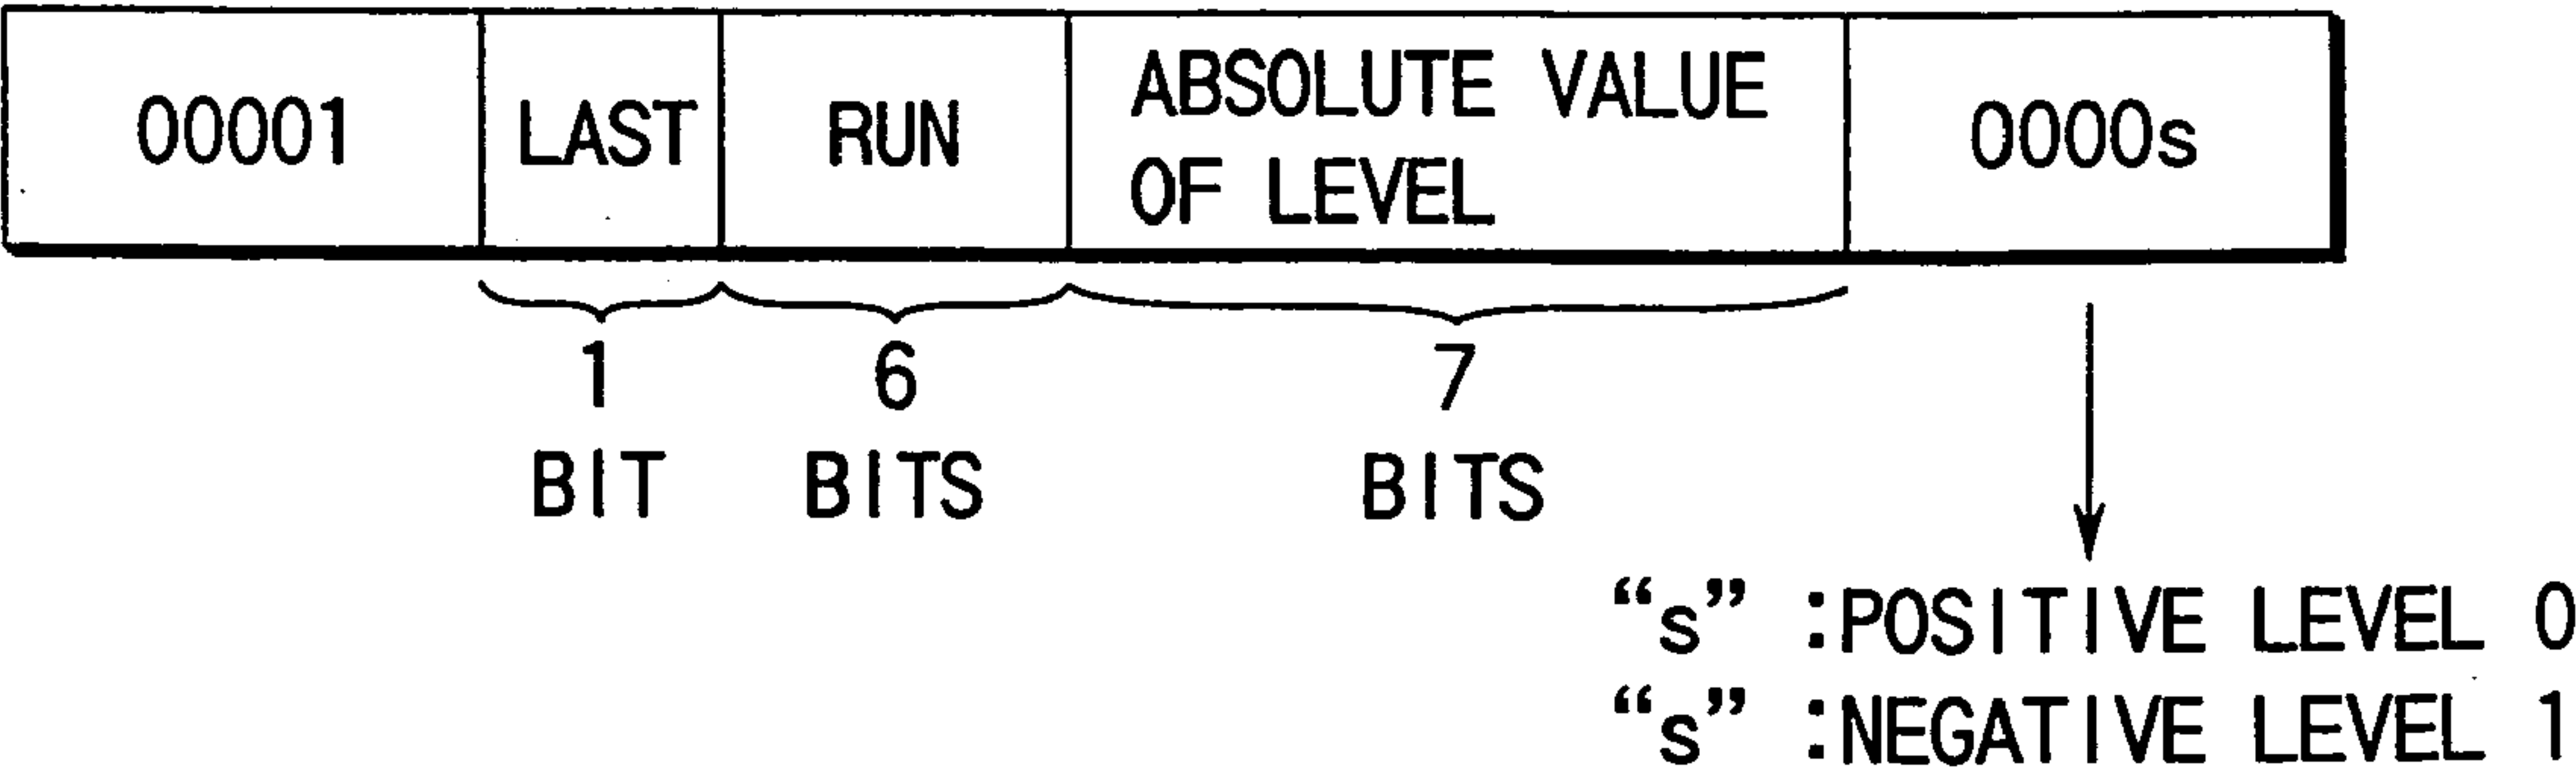 00001 LAST RUN ABSOLUTE VALUE OF LEVEL 0000s
1 BIT
6 BITS
7 BITS
“s” :POSITIVE LEVEL 0
“s” :NEGATIVE LEVEL 1